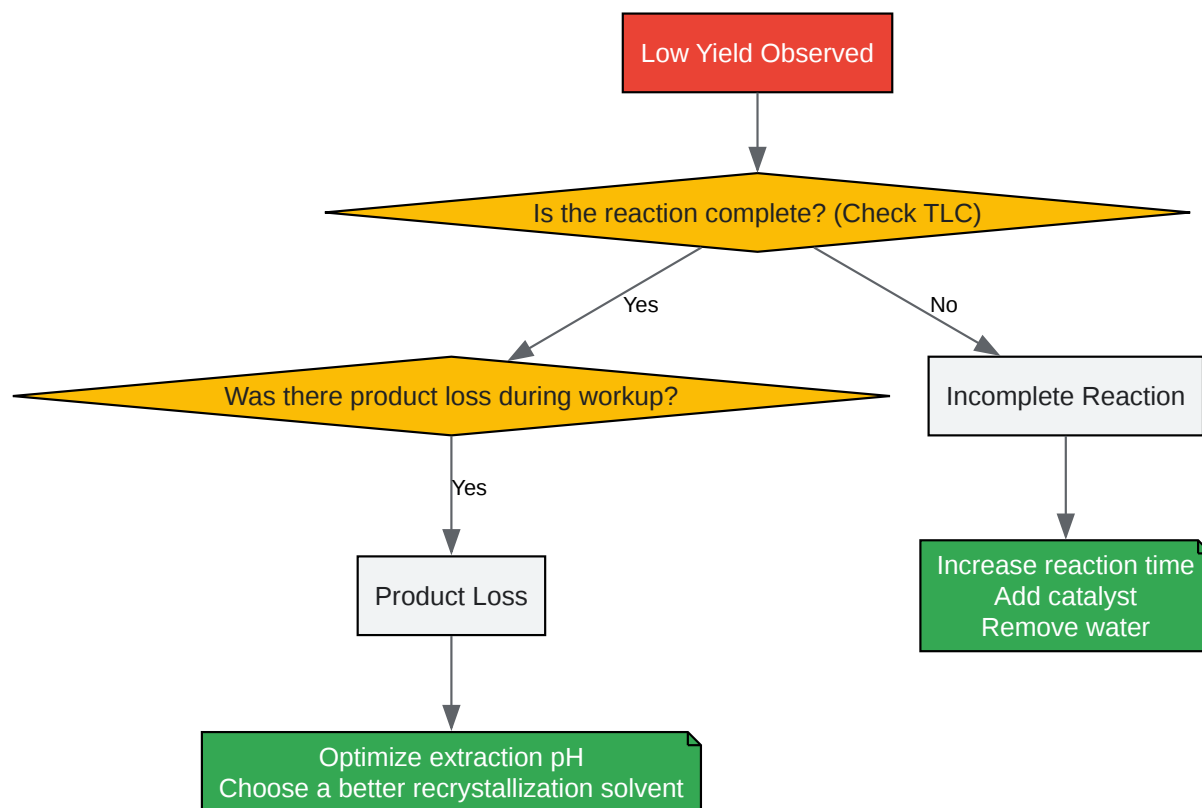 Low Yield Observed
Is the reaction complete? (Check TLC)
Yes
No
Was there product loss during workup?
Incomplete Reaction
Yes
Increase reaction time
Add catalyst
Remove water
Product Loss
Optimize extraction pH
Choose a better recrystallization solvent